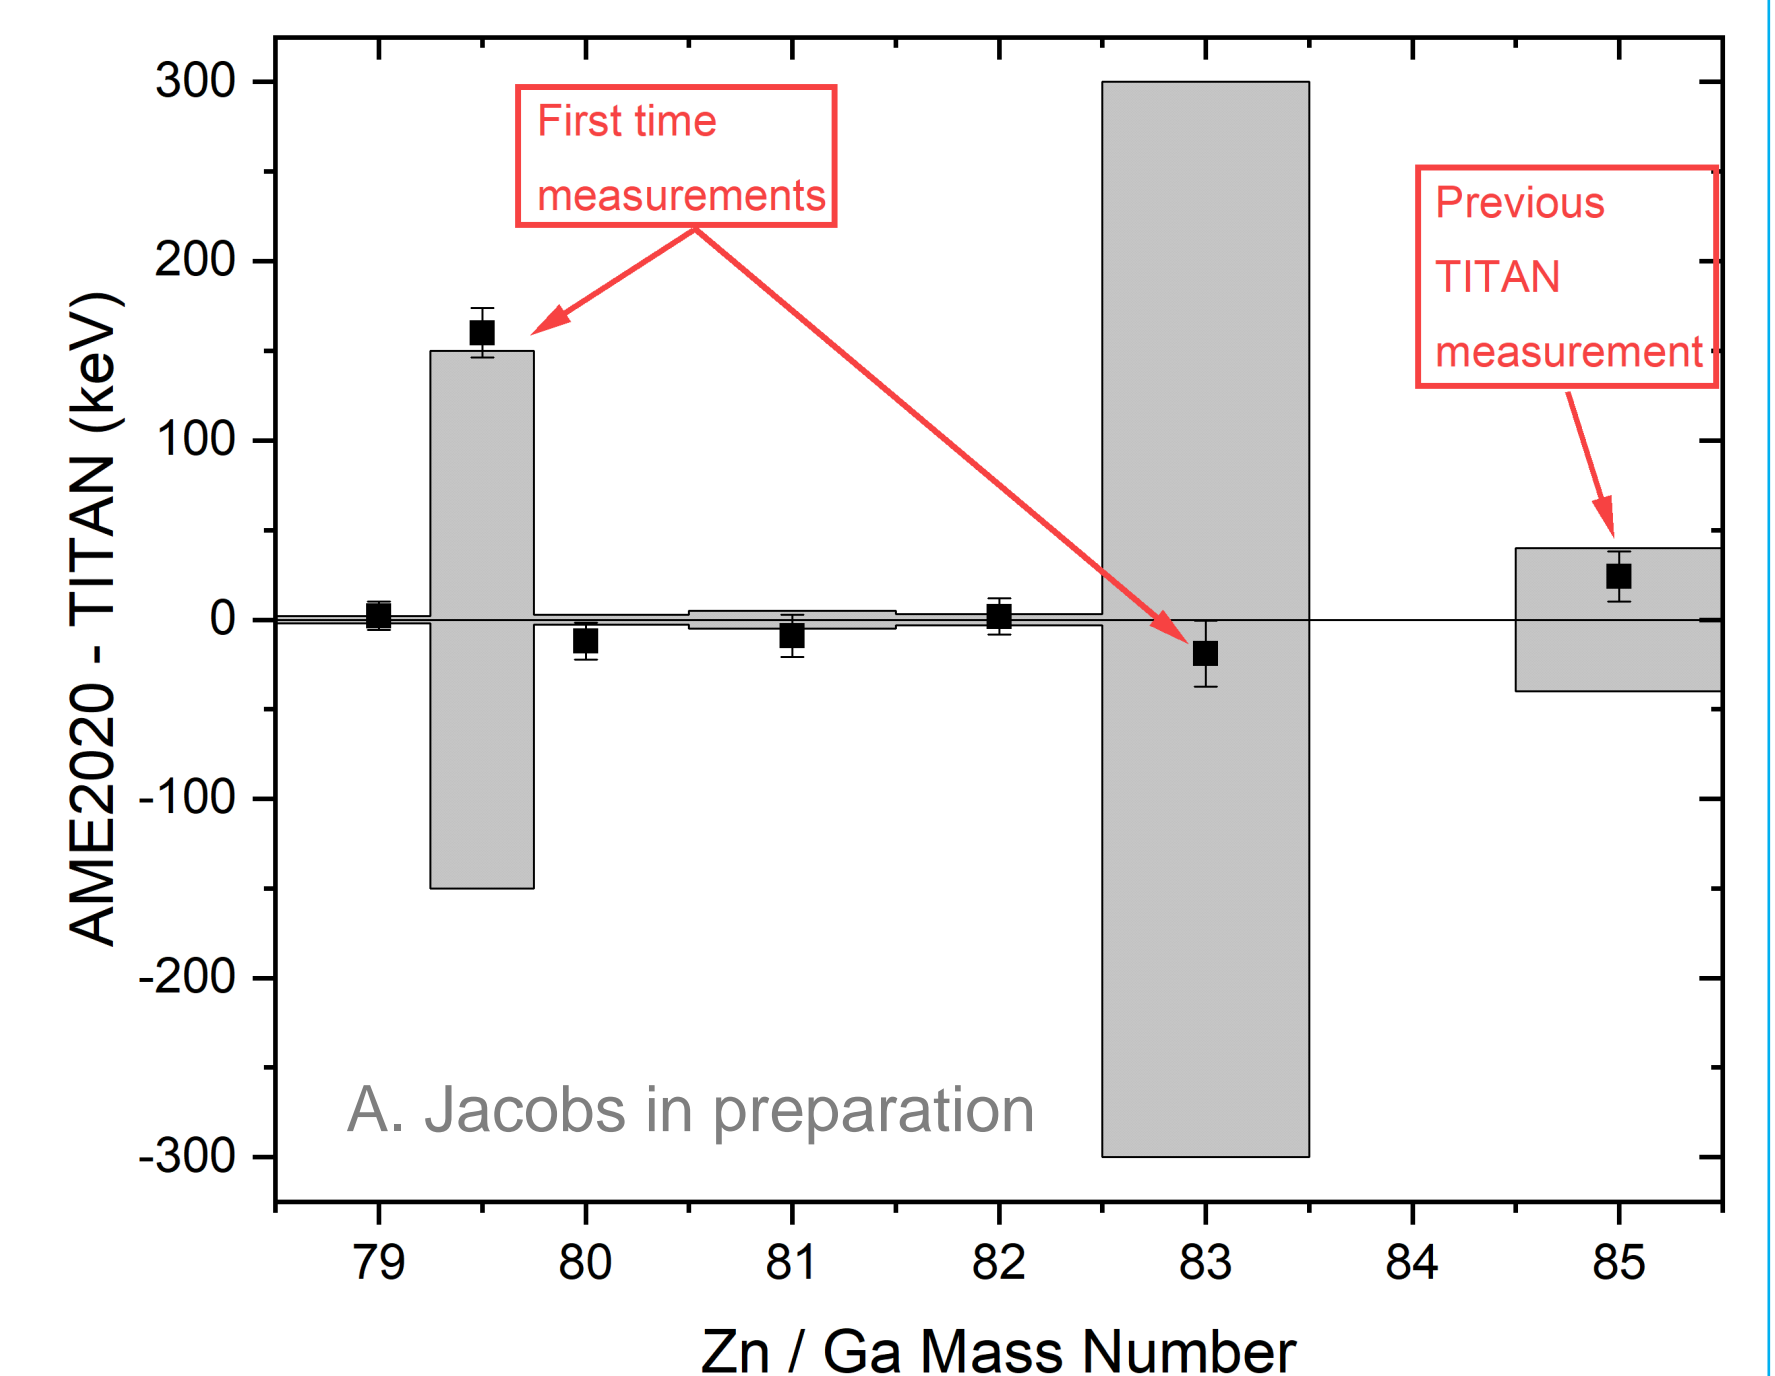 300
200
100
0
-100
-200
-300
AME2020 - TITAN (keV)
First time
measurements
Previous
TITAN
measurement
A. Jacobs in preparation
79 80 81 82 83 84 85
Zn / Ga Mass Number